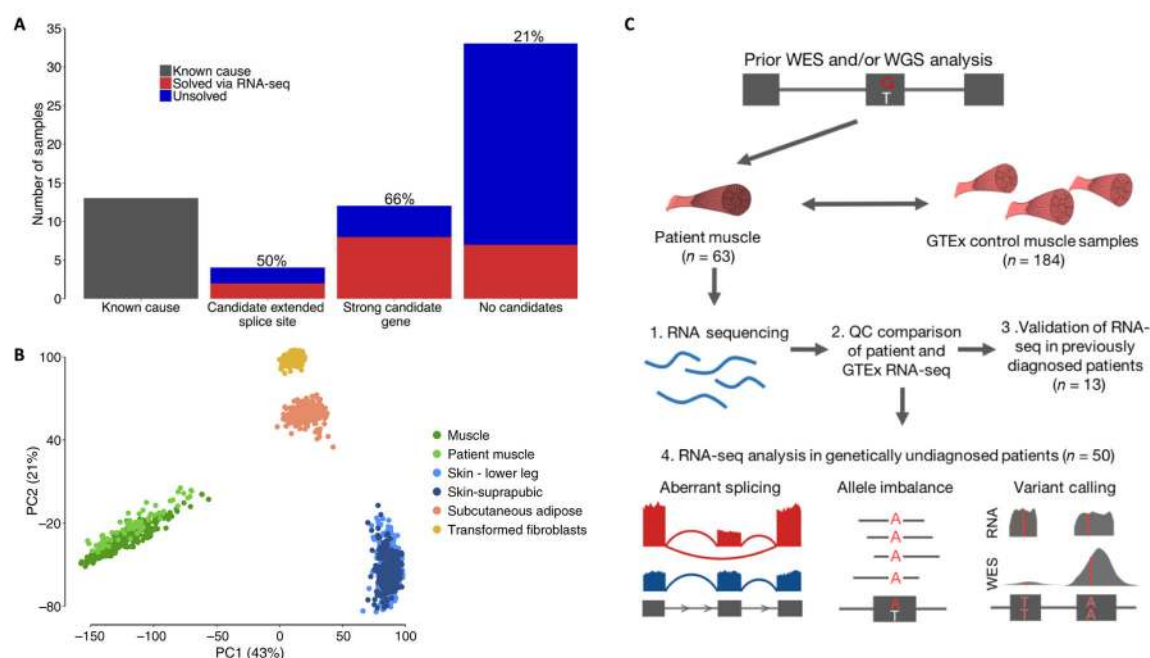 A
Number of samples
35
30
25
20
15
10
5
0
Known cause
Solved via RNA-seq
Unsolved
50%
66%
21%
Known cause
Candidate extended
splice site
Strong candidate
gene
No candidates
B
PC2 (21%)
100
40
−20
−80
−150
−100
−50
0
50
100
PC1 (43%)
Muscle
Patient muscle
Skin - lower leg
Skin-suprapubic
Subcutaneous adipose
Transformed fibroblasts
C
Prior WES and/or WGS analysis
G
T
Patient muscle
(n = 63)
GTEx control muscle samples
(n = 184)
1. RNA sequencing
2. QC comparison
of patient and
GTEx RNA-seq
3 .Validation of RNA-
seq in previously
diagnosed patients
(n = 13)
4. RNA-seq analysis in genetically undiagnosed patients (n = 50)
Aberrant splicing
Allele imbalance
A
A
A
A
A
T
Variant calling
RNA
WES
T
T
A
A